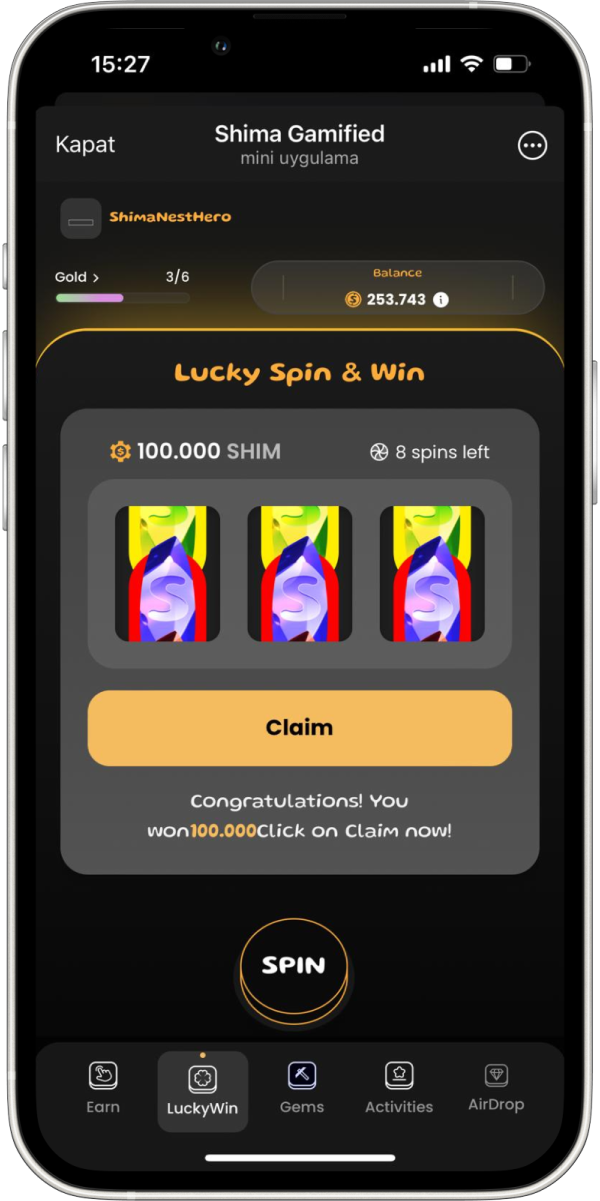 15:27
Kapat
Shima Gamified
mini uygulama
ShimaNestHero
Gold >
3/6
Balance
253.743
Lucky Spin & Win
100.000 SHIM
8 spins left
S S S
Claim
Congratulations! You
won100.000Click on Claim now!
SPIN
Earn
LuckyWin
Gems
Activities
AirDrop